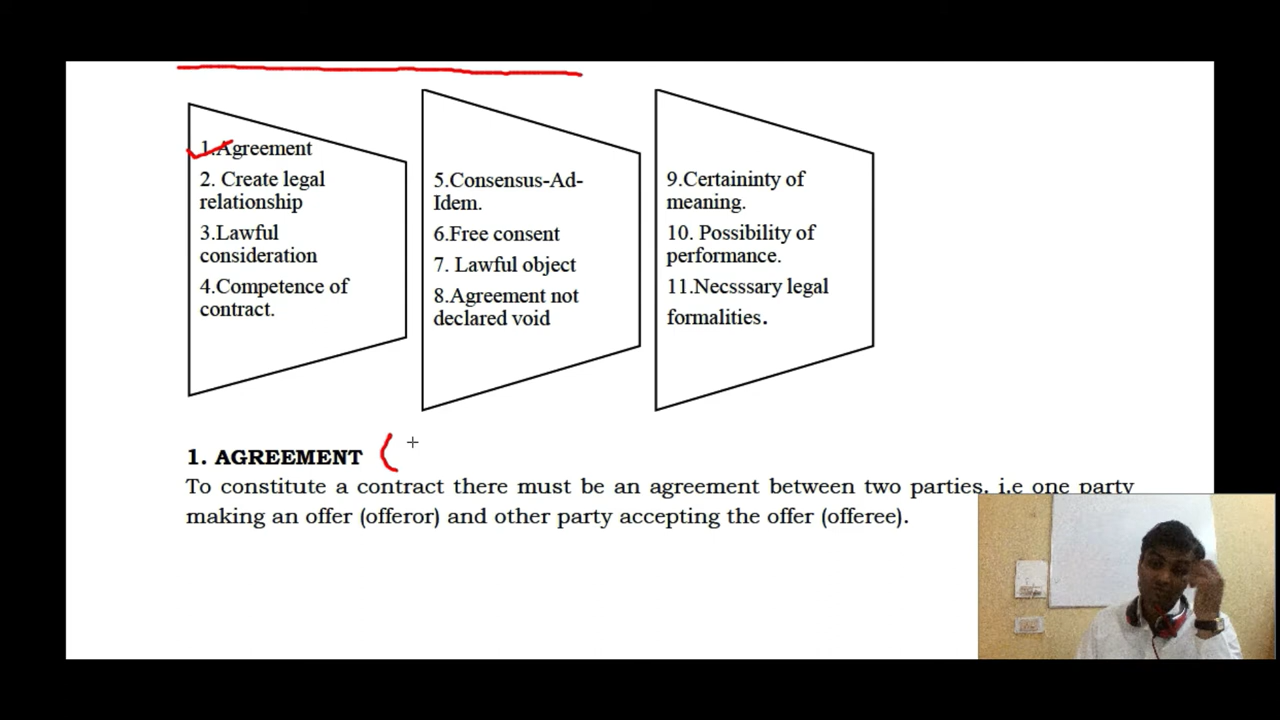 1.Agreement
2. Create legal
relationship
3.Lawful
consideration
4.Competence of
contract.
5.Consensus-Ad-
Idem.
6.Free consent
7. Lawful object
8.Agreement not
declared void
9.Certaininty of
meaning.
10. Possibility of
performance.
11.Necsssary legal
formalities.
1. AGREEMENT (
To constitute a contract there must be an agreement between two parties, i.e one party
making an offer (offeror) and other party accepting the offer (offeree).